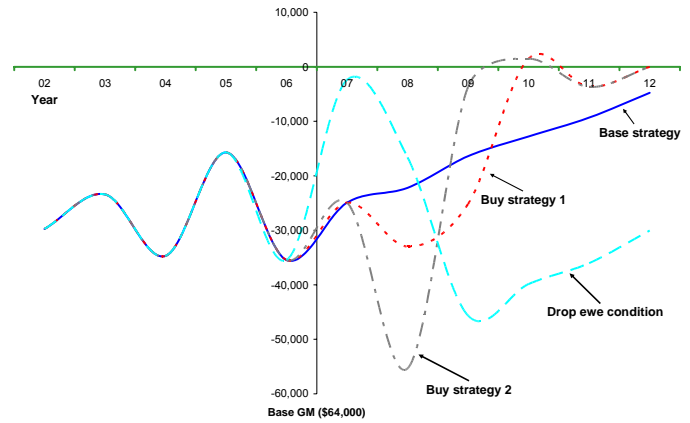 10,000
0
02 03 04 05 06 07 08 09 10 11 12
Year
-10,000
Base strategy
-20,000
Buy strategy 1
-30,000
-40,000
Drop ewe condition
-50,000
Buy strategy 2
-60,000
Base GM ($64,000)